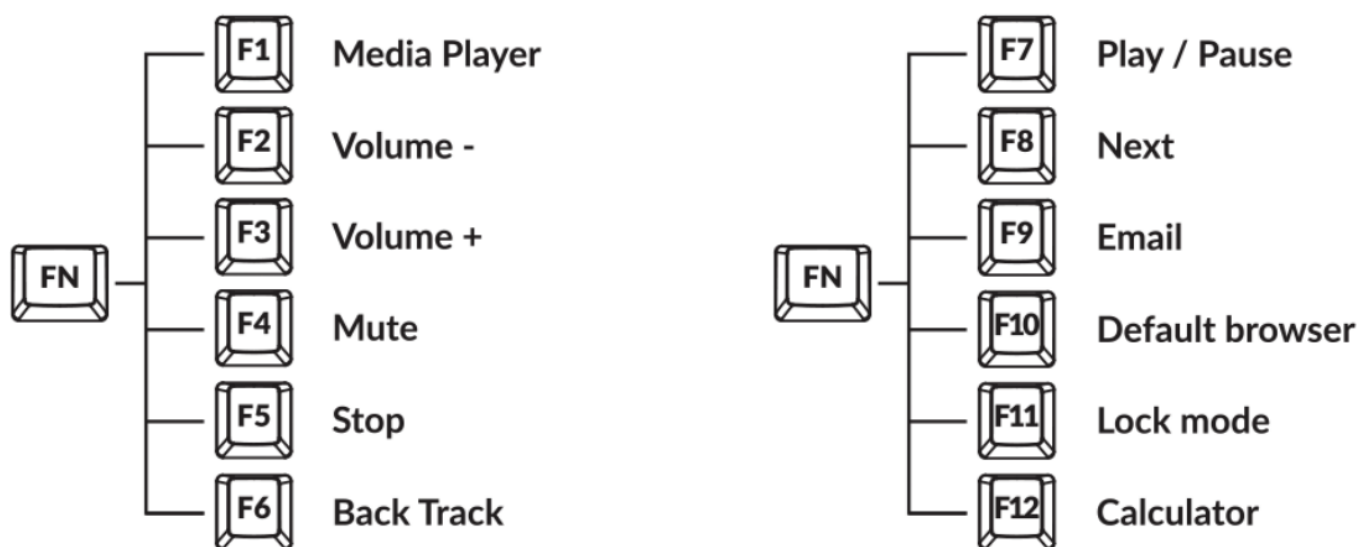 F1 Media Player
F2 Volume -
F3 Volume +
FN
F4 Mute
F5 Stop
F6 Back Track
F7 Play / Pause
F8 Next
F9 Email
FN
F10 Default browser
F11 Lock mode
F12 Calculator